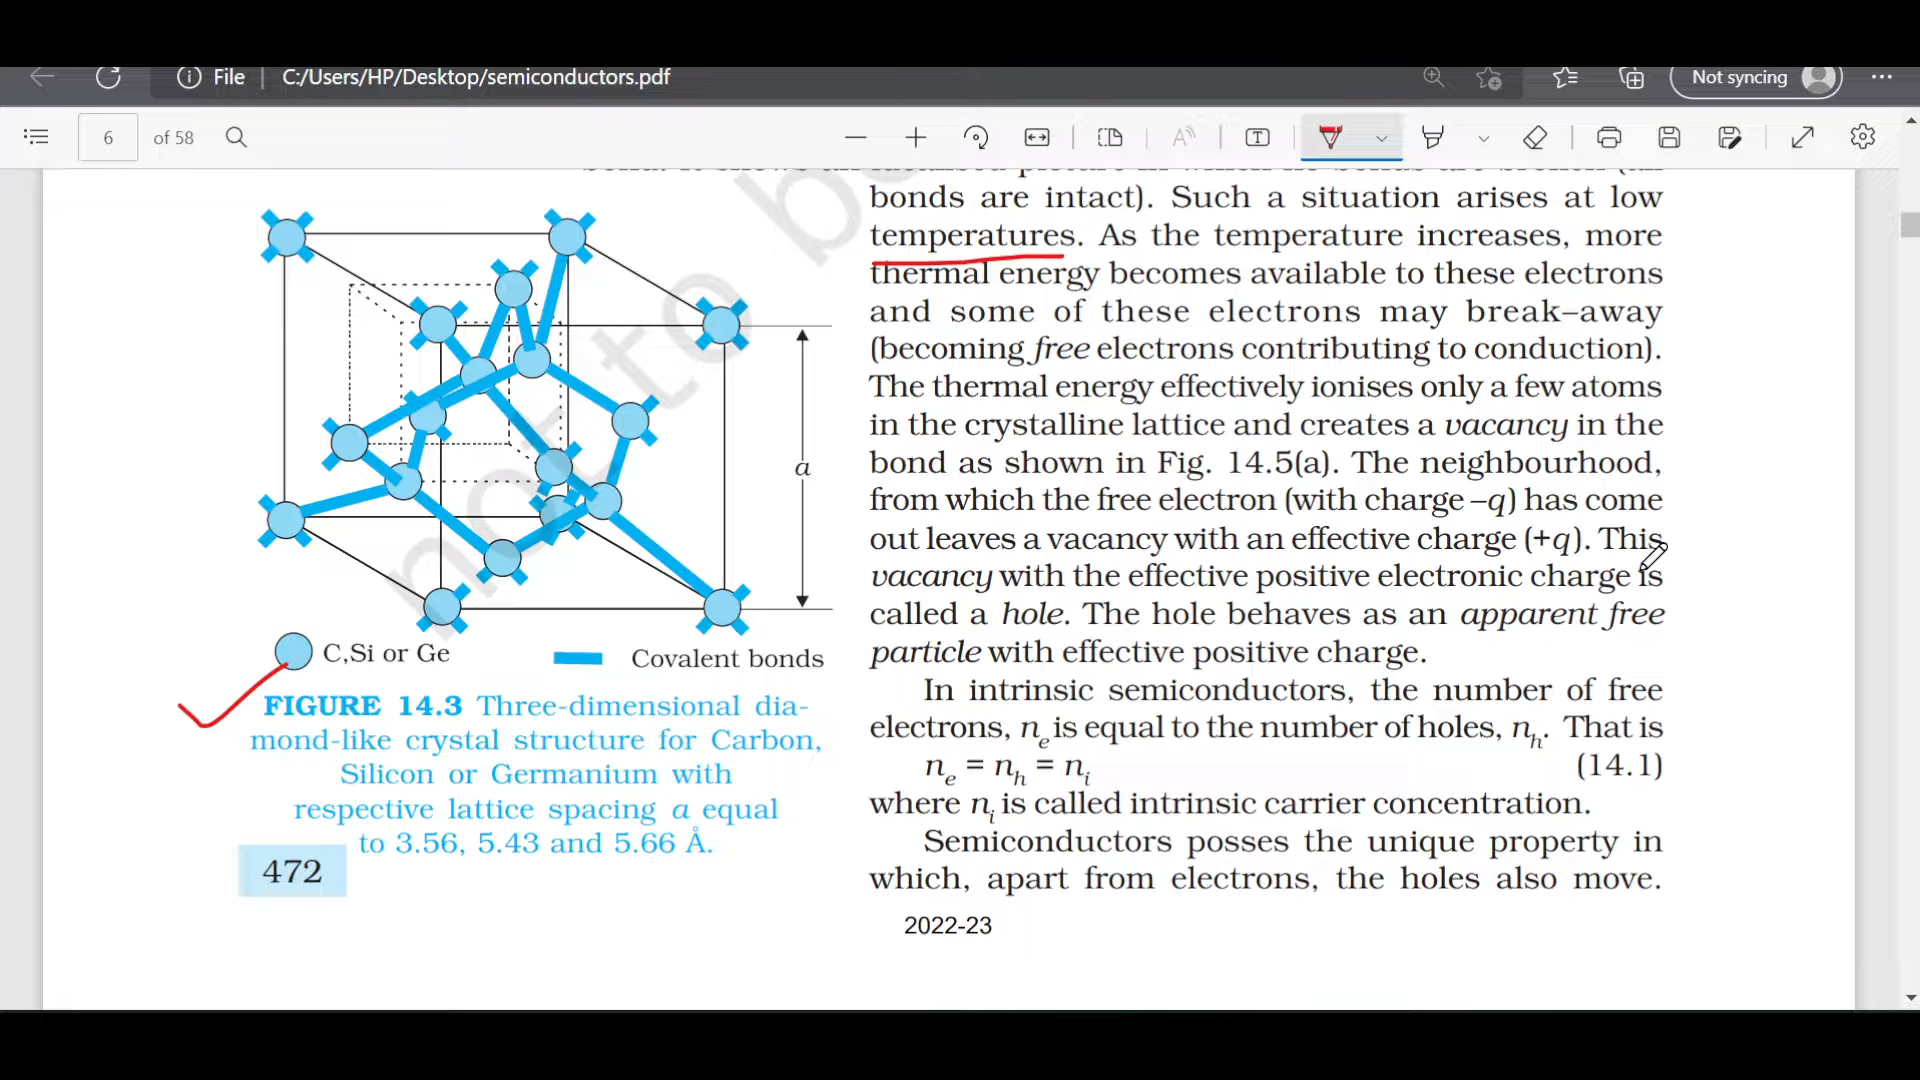 File
C:/Users/HP/Desktop/semiconductors.pdf
Not syncing
6 of 58
bonds are intact). Such a situation arises at low
temperatures. As the temperature increases, more
thermal energy becomes available to these electrons
and some of these electrons may break–away
(becoming free electrons contributing to conduction).
The thermal energy effectively ionises only a few atoms
in the crystalline lattice and creates a vacancy in the
bond as shown in Fig. 14.5(a). The neighbourhood,
from which the free electron (with charge –q) has come
out leaves a vacancy with an effective charge (+q). This
vacancy with the effective positive electronic charge is
called a hole. The hole behaves as an apparent free
particle with effective positive charge.
In intrinsic semiconductors, the number of free
electrons, ne is equal to the number of holes, nh. That is
ne = nh = ni (14.1)
where ni is called intrinsic carrier concentration.
Semiconductors posses the unique property in
which, apart from electrons, the holes also move.
a
C,Si or Ge
Covalent bonds
FIGURE 14.3 Three-dimensional dia-
mond-like crystal structure for Carbon,
Silicon or Germanium with
respective lattice spacing a equal
to 3.56, 5.43 and 5.66 Å.
472
2022-23
not to b